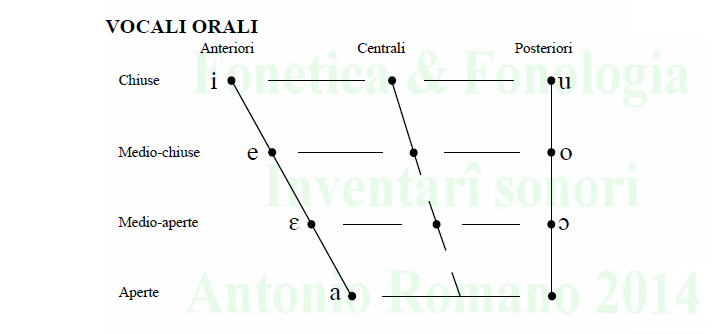 VOCALI ORALI
Anteriori Centrali Posteriori
Fonetica & Fonologia
Chiuse i u
Medio-chiuse e o
Inventarî sonori
Medio-aperte ɛ ɔ
Aperte a
Antonio Romano 2014